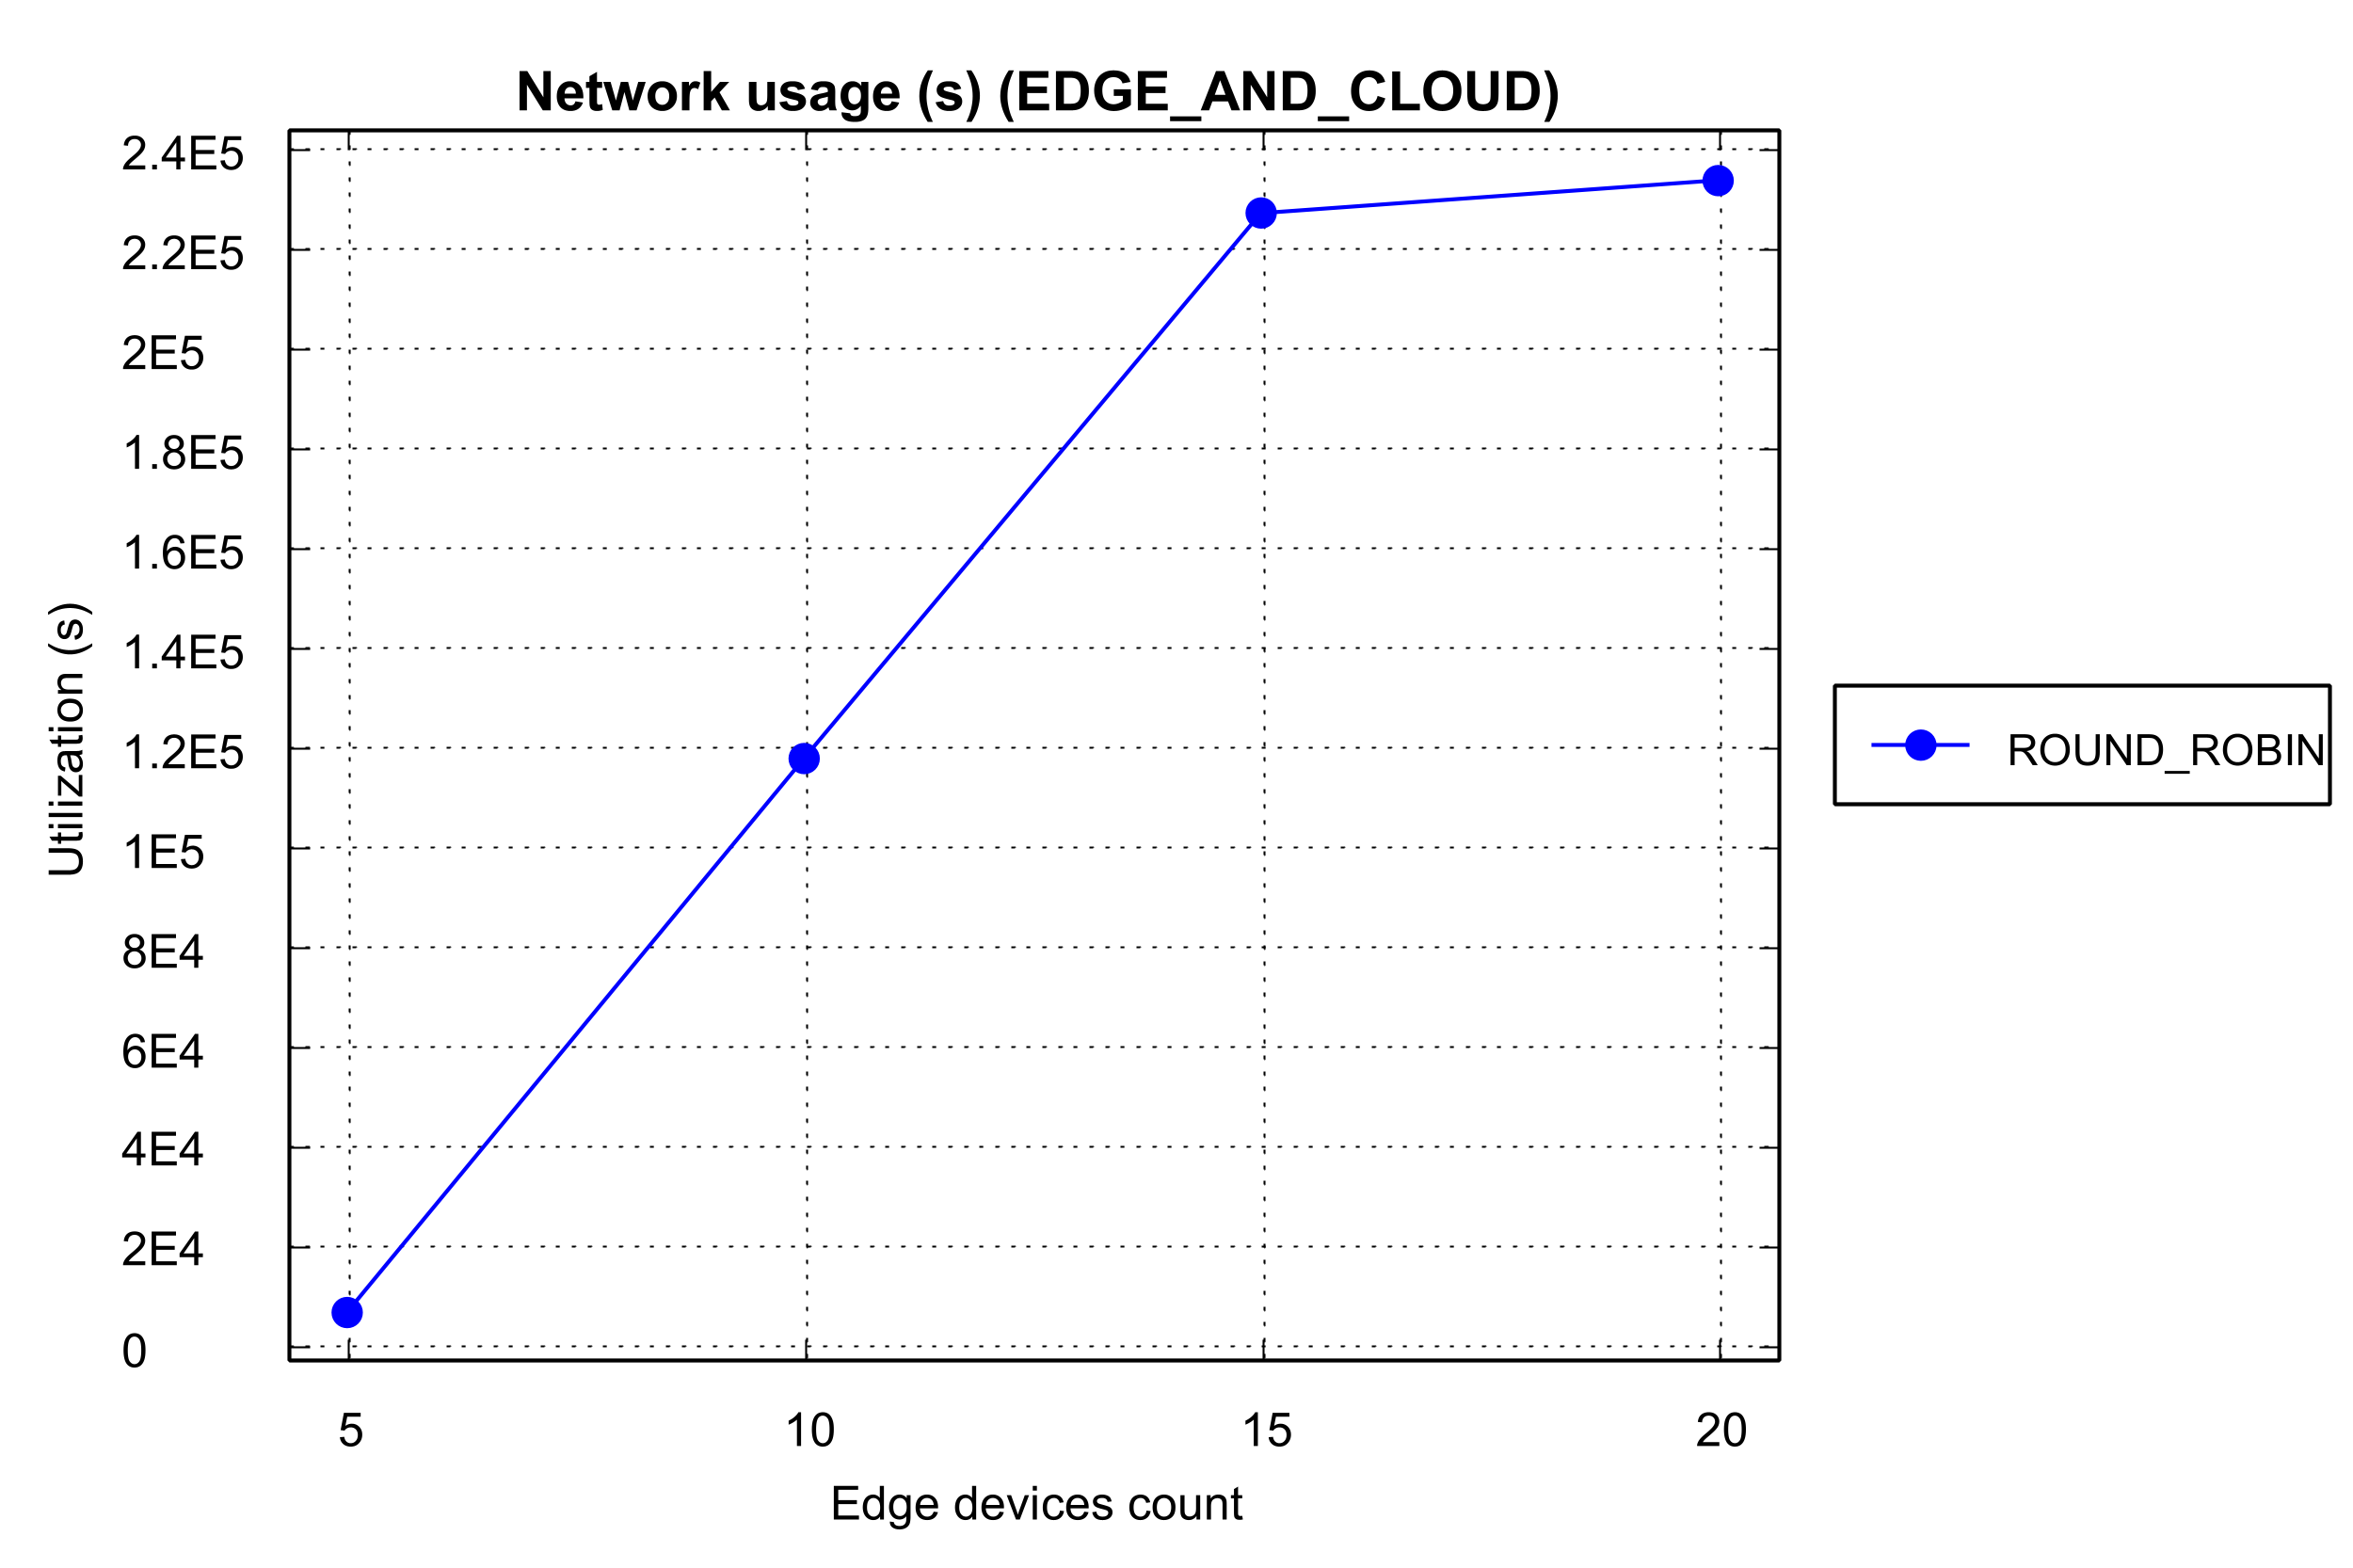 Network usage (s) (EDGE_AND_CLOUD)
2.4E5
2.2E5
2E5
1.8E5
1.6E5
1.4E5
1.2E5
1E5
8E4
6E4
4E4
2E4
0
Utilization (s)
5 10 15 20
Edge devices count
ROUND_ROBIN